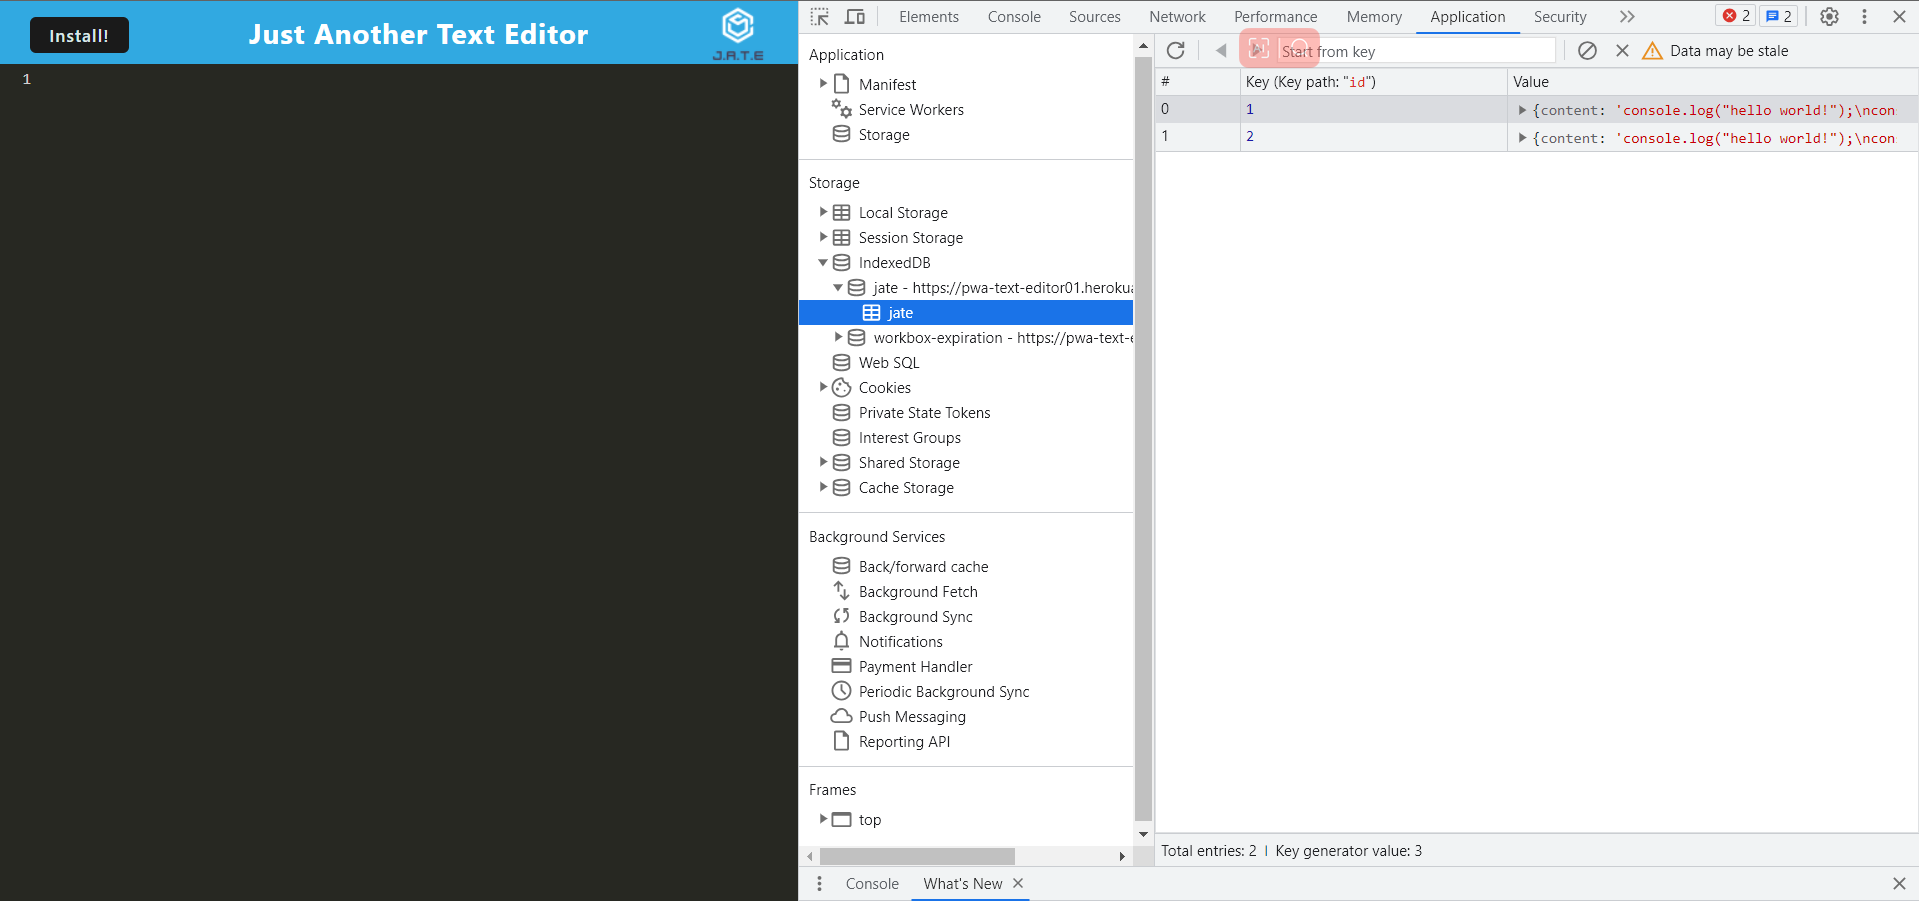 Install!
Just Another Text Editor
J.A.T.E
1
Elements Console Sources Network Performance Memory Application Security 2 2
Application
Manifest
Service Workers
Storage
Storage
Local Storage
Session Storage
IndexedDB
jate - https://pwa-text-editor01.heroku
jate
workbox-expiration - https://pwa-text-
Web SQL
Cookies
Private State Tokens
Interest Groups
Shared Storage
Cache Storage
Background Services
Back/forward cache
Background Fetch
Background Sync
Notifications
Payment Handler
Periodic Background Sync
Push Messaging
Reporting API
Frames
top
Start from key Data may be stale
# Key (Key path: "id") Value
0 1 {content: 'console.log("hello world!");\ncon
1 2 {content: 'console.log("hello world!");\ncon
Total entries: 2 Key generator value: 3
Console What's New